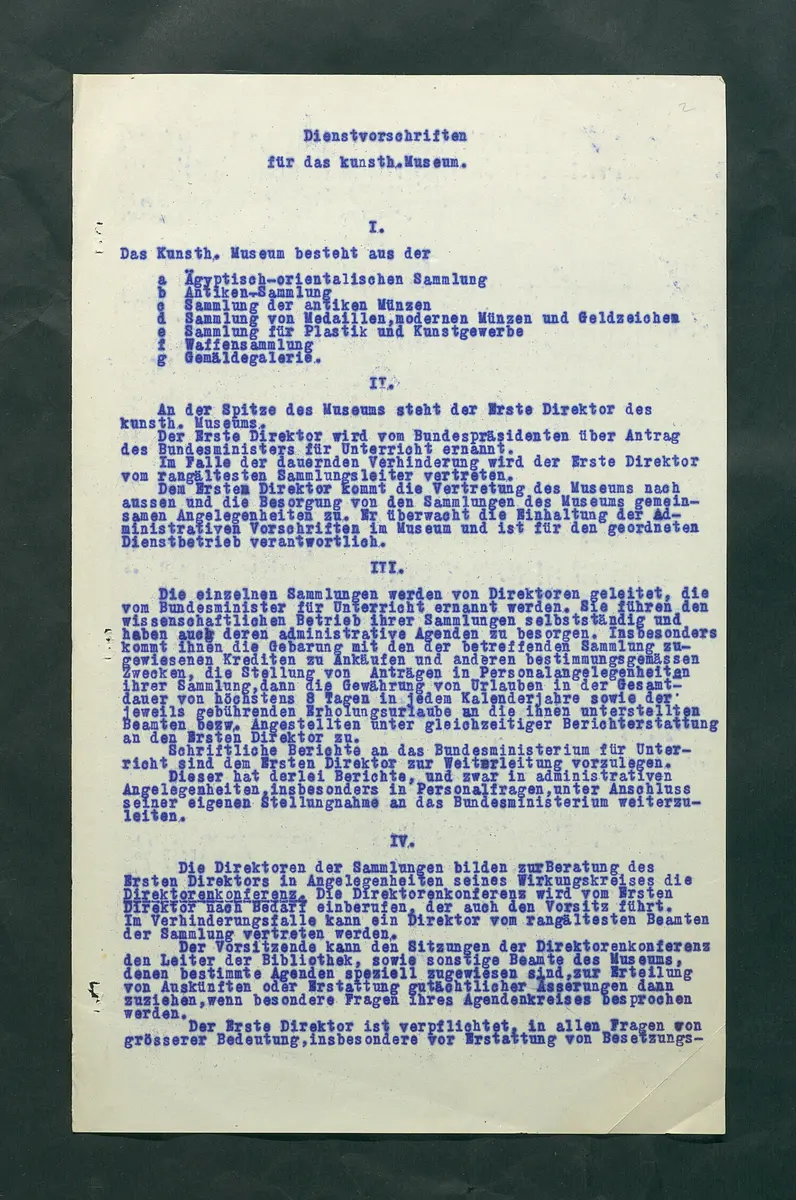 2
Dienstvorschriften
für das kunsth.Museum.
I.
Das Kunsth. Museum besteht aus der
a Ägyptisch-orientalischen Sammlung
b Antiken-Sammlung
c Sammlung der antiken Münzen
d Sammlung von Medaillen,modernen Münzen und Geldzeichen
e Sammlung für Plastik und Kunstgewerbe
f Waffensammlung
g Gemäldegalerie.
II.
An der Spitze des Museums steht der Erste Direktor des
kunsth. Museums.
Der Erste Direktor wird vom Bundespräsidenten über Antrag
des Bundesministers für Unterricht ernannt.
Im Falle der dauernden Verhinderung wird der Erste Direktor
vom rangältesten Sammlungsleiter vertreten.
Dem Ersten Direktor kommt die Vertretung des Museums nach
aussen und die Besorgung von den Sammlungen des Museums gemein-
samen Angelegenheiten zu. Er überwacht die Einhaltung der Ad-
ministrativen Vorschriften im Museum und ist für den geordneten
Dienstbetrieb verantwortlich.
III.
Die einzelnen Sammlungen werden von Direktoren geleitet, die
vom Bundesminister für Unterricht ernannt werden. Sie führen den
wissenschaftlichen Betrieb ihrer Sammlungen selbstständig und
haben auch deren administrative Agenden zu besorgen. Insbesonders
kommt ihnen die Gebarung mit den der betreffenden Sammlung zu-
gewiesenen Krediten zu Ankäufen und anderen bestimmungsgemässen
Zwecken, die Stellung von Anträgen in Personalangelegenheiten
ihrer Sammlung,dann die Gewährung von Urlauben in der Gesamt-
dauer von höchstens 8 Tagen in jedem Kalenderjahre sowie der
jeweils gebührenden Erholungsurlaube an die ihnen unterstellten
Beamten bezw. Angestellten unter gleichzeitiger Berichterstattung
an den Ersten Direktor zu.
Schriftliche Berichte an das Bundesministerium für Unter-
richt sind dem Ersten Direktor zur Weiterleitung vorzulegen.
Dieser hat derlei Berichte, und zwar in administrativen
Angelegenheiten,insbesonders in Personalfragen,unter Anschluss
seiner eigenen Stellungnahme an das Bundesministerium weiterzu-
leiten.
IV.
Die Direktoren der Sammlungen bilden zurBeratung des
Ersten Direktors in Angelegenheiten seines Wirkungskreises die
Direktorenkonferenz. Die Direktorenkonferenz wird vom Ersten
Direktor nach Bedarf einberufen, der auch den Vorsitz führt.
Im Verhinderungsfalle kann ein Direktor vom rangältesten Beamten
der Sammlung vertreten werden.
Der Vorsitzende kann den Sitzungen der Direktorenkonferenz
den Leiter der Bibliothek, sowie sonstige Beamte des Museums,
denen bestimmte Agenden speziell zugewiesen sind,zur Erteilung
von Auskünften oder Erstattung gutächtlicher Ässerungen dann
zuziehen,wenn besondere Fragen ihres Agendenkreises besprochen
werden.
Der Erste Direktor ist verpflichtet, in allen Fragen von
grösserer Bedeutung,insbesondere vor Erstattung von Besetzungs-